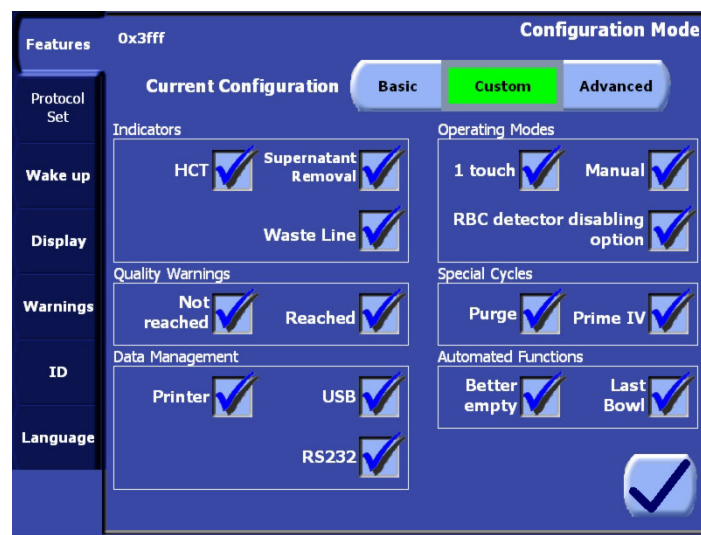 Features
Protocol
Set
Wake up
Display
Warnings
ID
Language
0x3fff
Configuration Mode
Current Configuration
Basic
Custom
Advanced
Indicators
HCT
Supernatant
Removal
Waste Line
Operating Modes
1 touch
Manual
RBC detector disabling
option
Quality Warnings
Not
reached
Reached
Special Cycles
Purge
Prime IV
Data Management
Printer
USB
RS232
Automated Functions
Better
empty
Last
Bowl